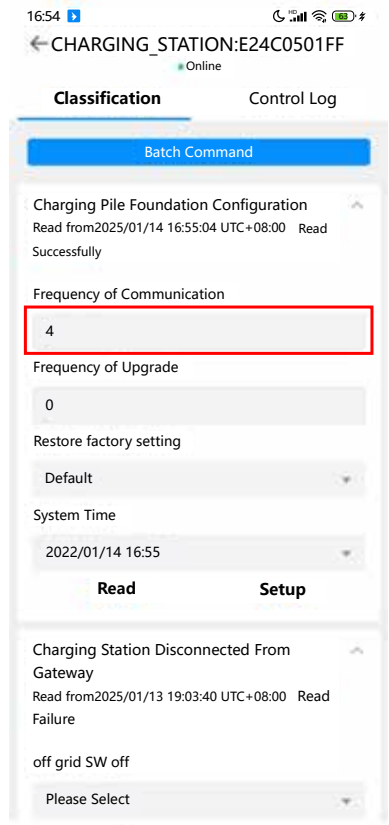 16:54 63
CHARGING_STATION:E24C0501FF
Online
Classification Control Log
Batch Command
Charging Pile Foundation Configuration
Read from2025/01/14 16:55:04 UTC+08:00 Read
Successfully
Frequency of Communication
4
Frequency of Upgrade
0
Restore factory setting
Default
System Time
2022/01/14 16:55
Read Setup
Charging Station Disconnected From
Gateway
Read from2025/01/13 19:03:40 UTC+08:00 Read
Failure
off grid SW off
Please Select